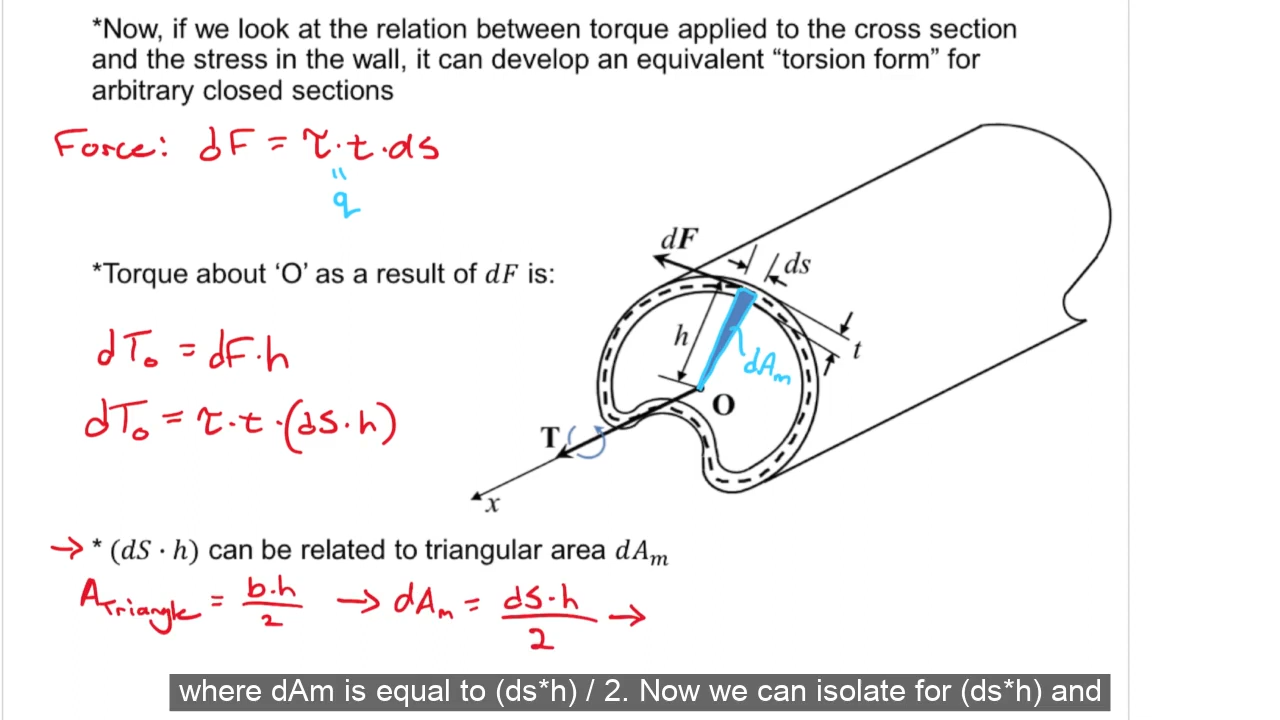 *Now, if we look at the relation between torque applied to the cross section
and the stress in the wall, it can develop an equivalent “torsion form” for
arbitrary closed sections
Force: dF = τ·t·ds
"
q
*Torque about ‘O’ as a result of dF is:
dT₀ = dF·h
dT₀ = τ·t·(ds·h)
dF
ds
h
t
dAₘ
O
T
x
→ * (dS · h) can be related to triangular area dAₘ
A Triangle = b·h/2 → dAₘ = ds·h/2 →
where dAm is equal to (ds*h) / 2. Now we can isolate for (ds*h) and